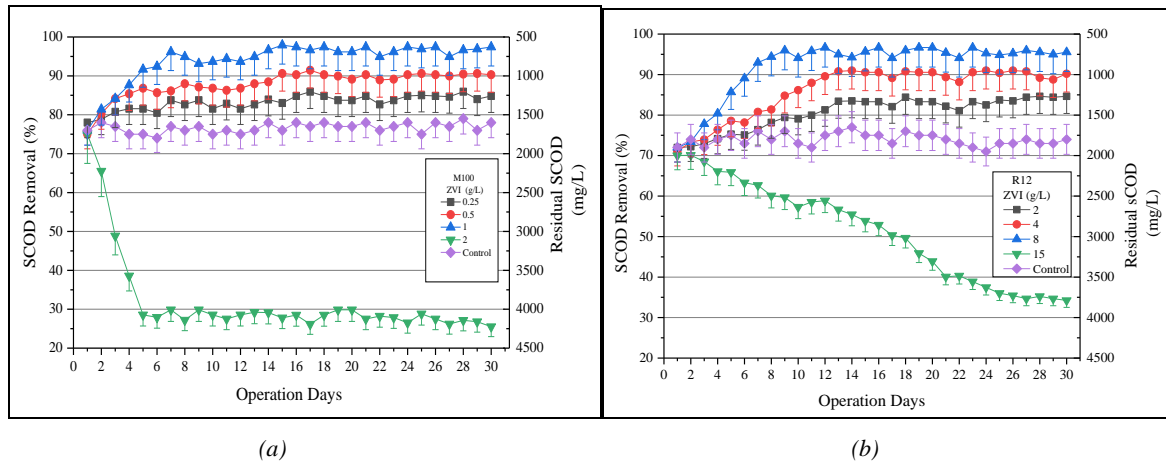 100
90
80
70
60
50
40
30
20
SCOD Removal (%)
M100
ZVI (g/L)
0.25
0.5
1
2
Control
500
1000
1500
2000
2500
3000
3500
4000
4500
Residual SCOD
(mg/L)
0 2 4 6 8 10 12 14 16 18 20 22 24 26 28 30
Operation Days
(a)
100
90
80
70
60
50
40
30
20
SCOD Removal (%)
R12
ZVI (g/L)
2
4
8
15
Control
500
1000
1500
2000
2500
3000
3500
4000
4500
Residual sCOD
mg/L)
0 2 4 6 8 10 12 14 16 18 20 22 24 26 28 30
Operation Days
(b)